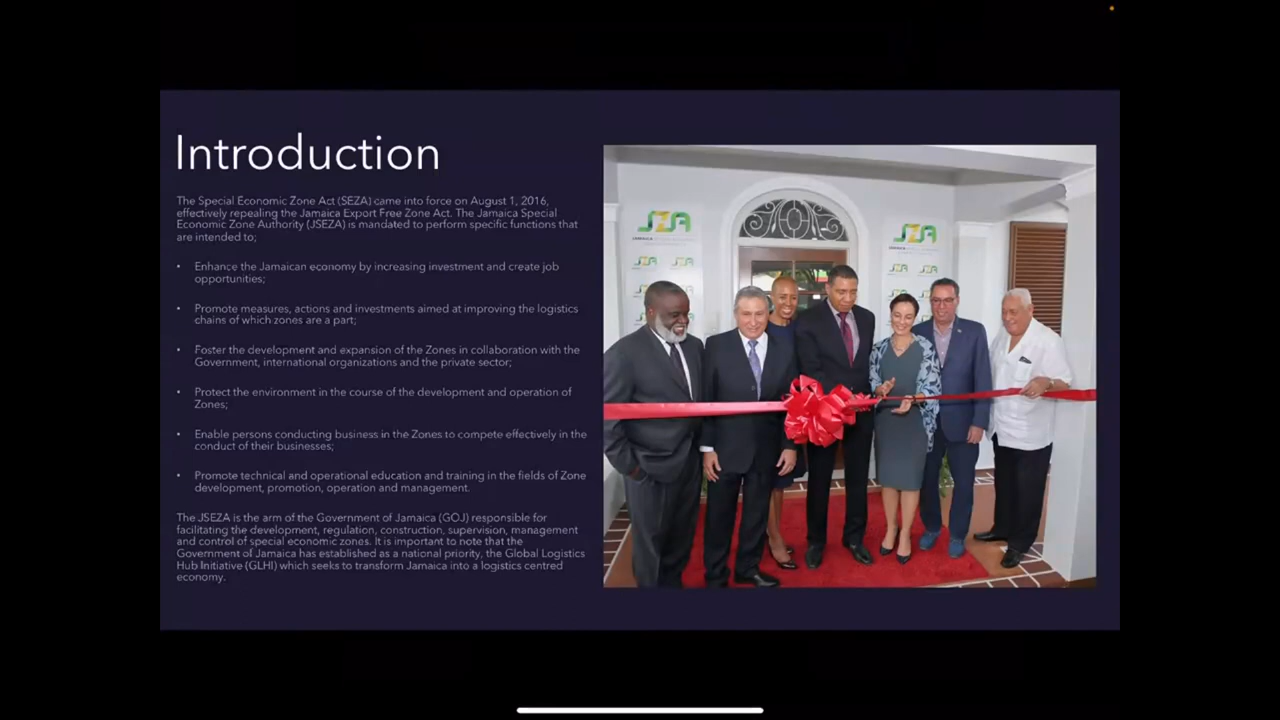 Introduction
The Special Economic Zone Act (SEZA) came into force on August 1, 2016,
effectively repealing the Jamaica Export Free Zone Act. The Jamaica Special
Economic Zone Authority (JSEZA) is mandated to perform specific functions that
are intended to;
• Enhance the Jamaican economy by increasing investment and create job
opportunities;
• Promote measures, actions and investments aimed at improving the logistics
chains of which zones are a part;
• Foster the development and expansion of the Zones in collaboration with the
Government, international organizations and the private sector;
• Protect the environment in the course of the development and operation of
Zones;
• Enable persons conducting business in the Zones to compete effectively in the
conduct of their businesses;
• Promote technical and operational education and training in the fields of Zone
development, promotion, operation and management.
The JSEZA is the arm of the Government of Jamaica (GOJ) responsible for
facilitating the development, regulation, construction, supervision, management
and control of special economic zones. It is important to note that the
Government of Jamaica has established as a national priority, the Global Logistics
Hub Initiative (GLHI) which seeks to transform Jamaica into a logistics centred
economy.
JSZA
JAMAICA
JSZA